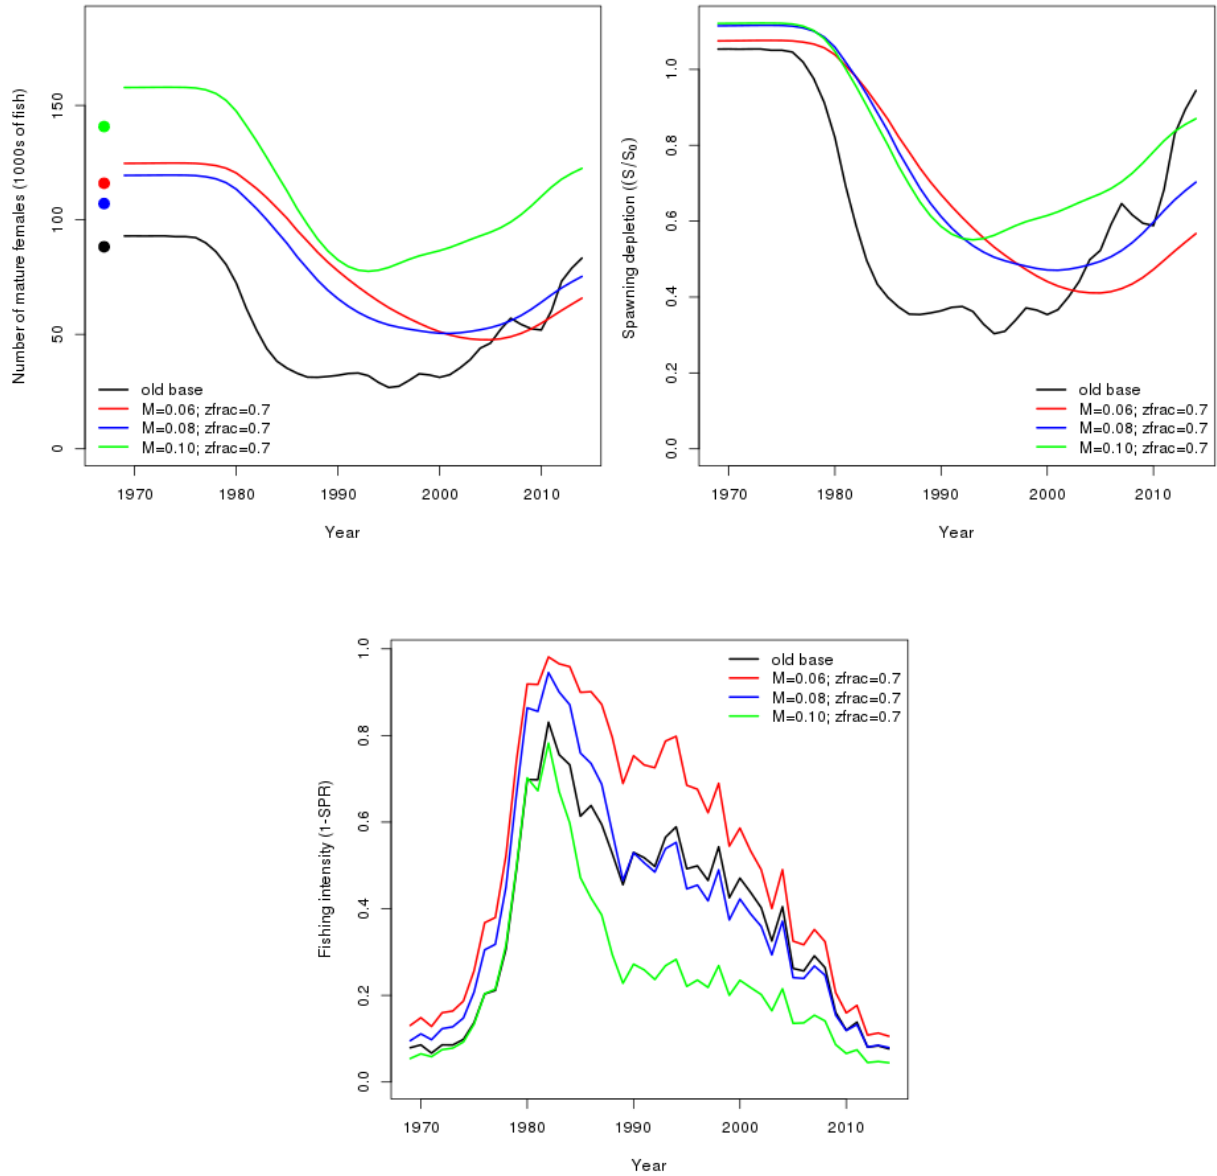 Number of mature females (1000s of fish)
150
100
50
0
old base
M=0.06; zfrac=0.7
M=0.08; zfrac=0.7
M=0.10; zfrac=0.7
1970 1980 1990 2000 2010
Year
Spawning depletion ((S/S₀)
1.0
0.8
0.6
0.4
0.2
0.0
old base
M=0.06; zfrac=0.7
M=0.08; zfrac=0.7
M=0.10; zfrac=0.7
1970 1980 1990 2000 2010
Year
Fishing intensity (1-SPR)
1.0
0.8
0.6
0.4
0.2
0.0
old base
M=0.06; zfrac=0.7
M=0.08; zfrac=0.7
M=0.10; zfrac=0.7
1970 1980 1990 2000 2010
Year